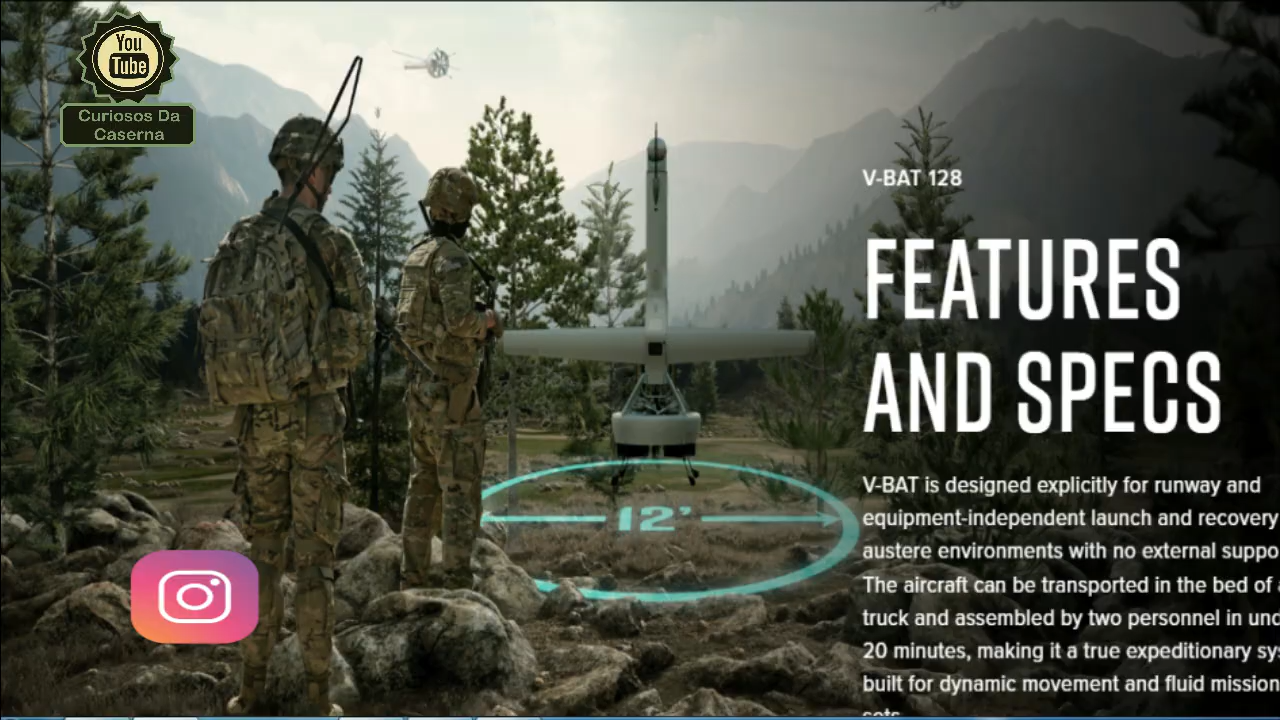 You
Tube
Curiosos Da
Caserna
V-BAT 128
FEATURES
AND SPECS
12'
V-BAT is designed explicitly for runway and
equipment-independent launch and recovery
austere environments with no external
The aircraft can be transported in the bed of
truck and assembled by two personnel in
20 minutes, making it a true expeditionary
built for dynamic movement and fluid mission